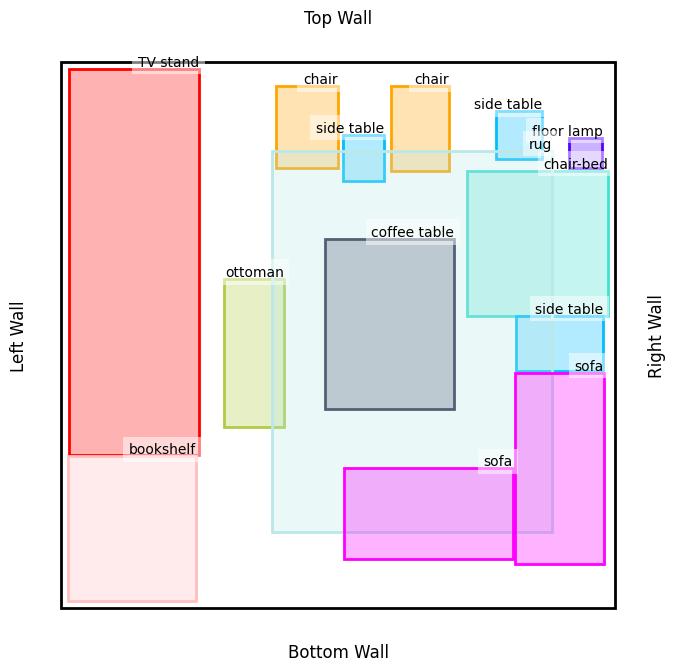 Top Wall
TV stand
chair
chair
side table
side table
floor lamp
rug
chair-bed
coffee table
ottoman
side table
Left Wall
Right Wall
sofa
bookshelf
sofa
Bottom Wall